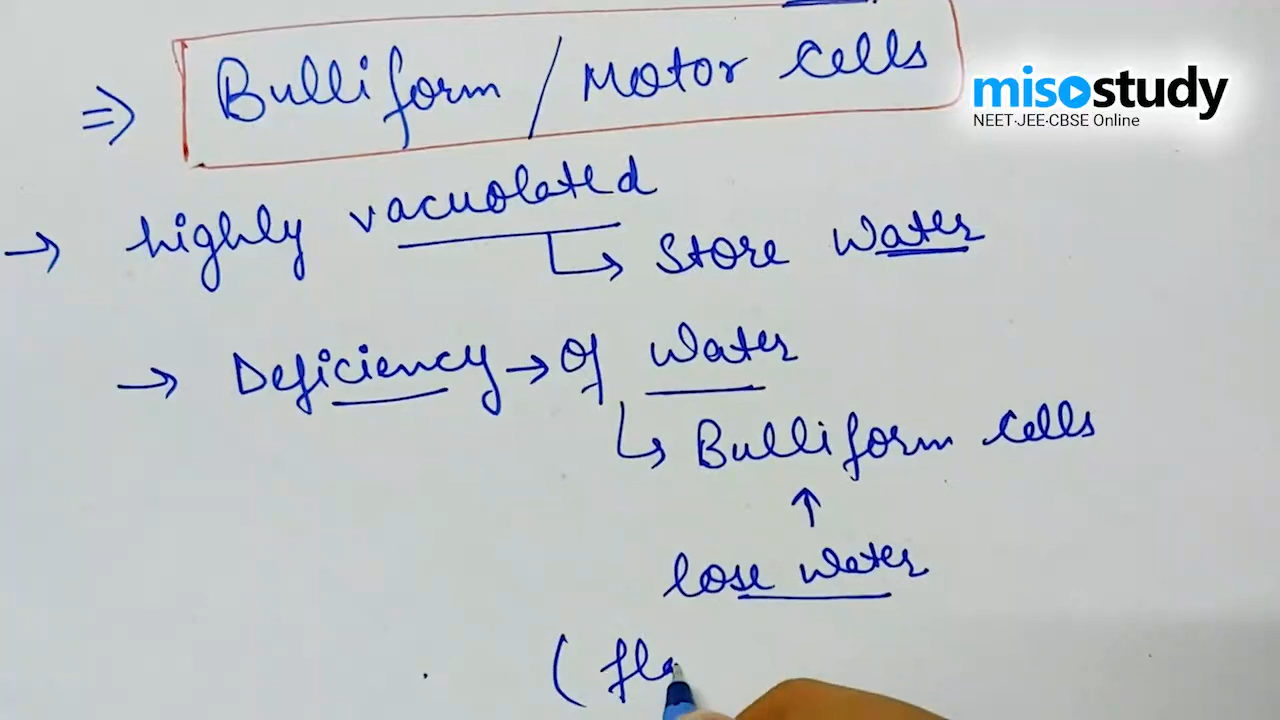 ⇒ Bulliform / Motor cells
misostudy
NEET·JEE·CBSE Online
→ highly vacuolated
↳ Store water
→ Deficiency → of water
↳ Bulliform cells
↑
lose water
(